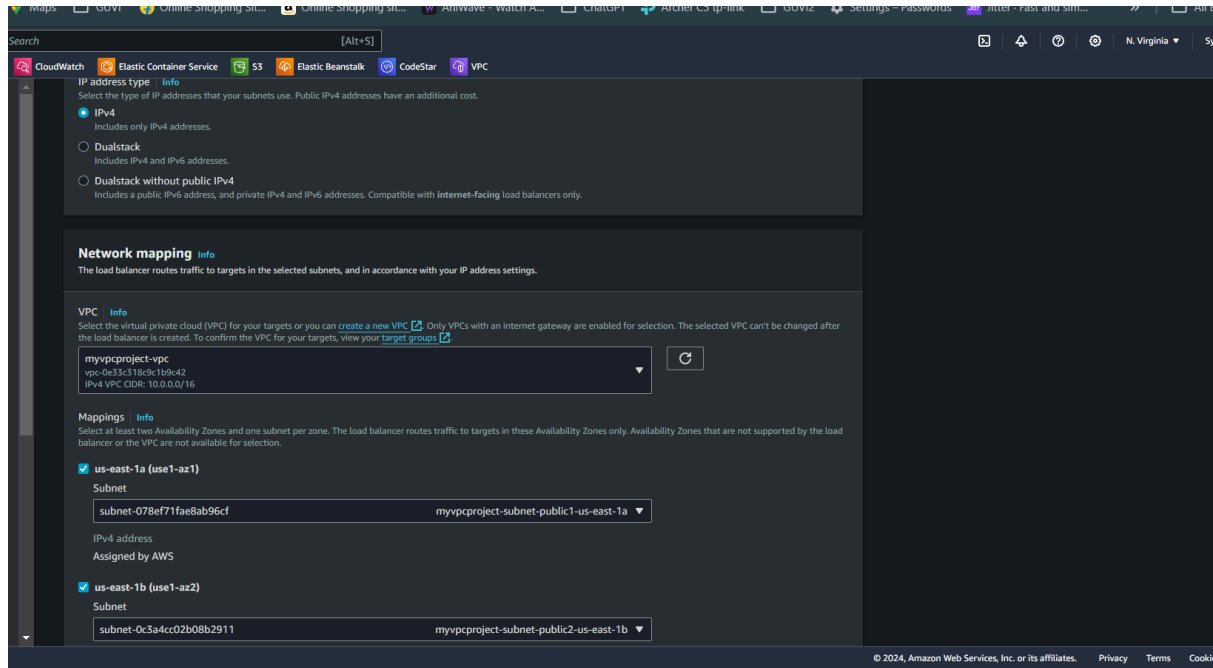 Maps GUVI Online Shopping Sit... Online Shopping sit... AniWave - Watch A... ChatGPT Archer C5 tp-link GUVI2 Settings – Passwords Jitter - Fast and sim... »
Search [Alt+S] N. Virginia ▼
CloudWatch Elastic Container Service S3 Elastic Beanstalk CodeStar VPC
IP address type | Info
Select the type of IP addresses that your subnets use. Public IPv4 addresses have an additional cost.
IPv4
Includes only IPv4 addresses.
Dualstack
Includes IPv4 and IPv6 addresses.
Dualstack without public IPv4
Includes a public IPv6 address, and private IPv4 and IPv6 addresses. Compatible with internet-facing load balancers only.
Network mapping Info
The load balancer routes traffic to targets in the selected subnets, and in accordance with your IP address settings.
VPC | Info
Select the virtual private cloud (VPC) for your targets or you can create a new VPC. Only VPCs with an internet gateway are enabled for selection. The selected VPC can't be changed after
the load balancer is created. To confirm the VPC for your targets, view your target groups.
myvpcproject-vpc
vpc-0e33c318c9c1b9c42
IPv4 VPC CIDR: 10.0.0.0/16
Mappings | Info
Select at least two Availability Zones and one subnet per zone. The load balancer routes traffic to targets in these Availability Zones only. Availability Zones that are not supported by the load
balancer or the VPC are not available for selection.
us-east-1a (use1-az1)
Subnet
subnet-078ef71fae8ab96cf myvpcproject-subnet-public1-us-east-1a
IPv4 address
Assigned by AWS
us-east-1b (use1-az2)
Subnet
subnet-0c3a4cc02b08b2911 myvpcproject-subnet-public2-us-east-1b
© 2024, Amazon Web Services, Inc. or its affiliates. Privacy Terms Cooki